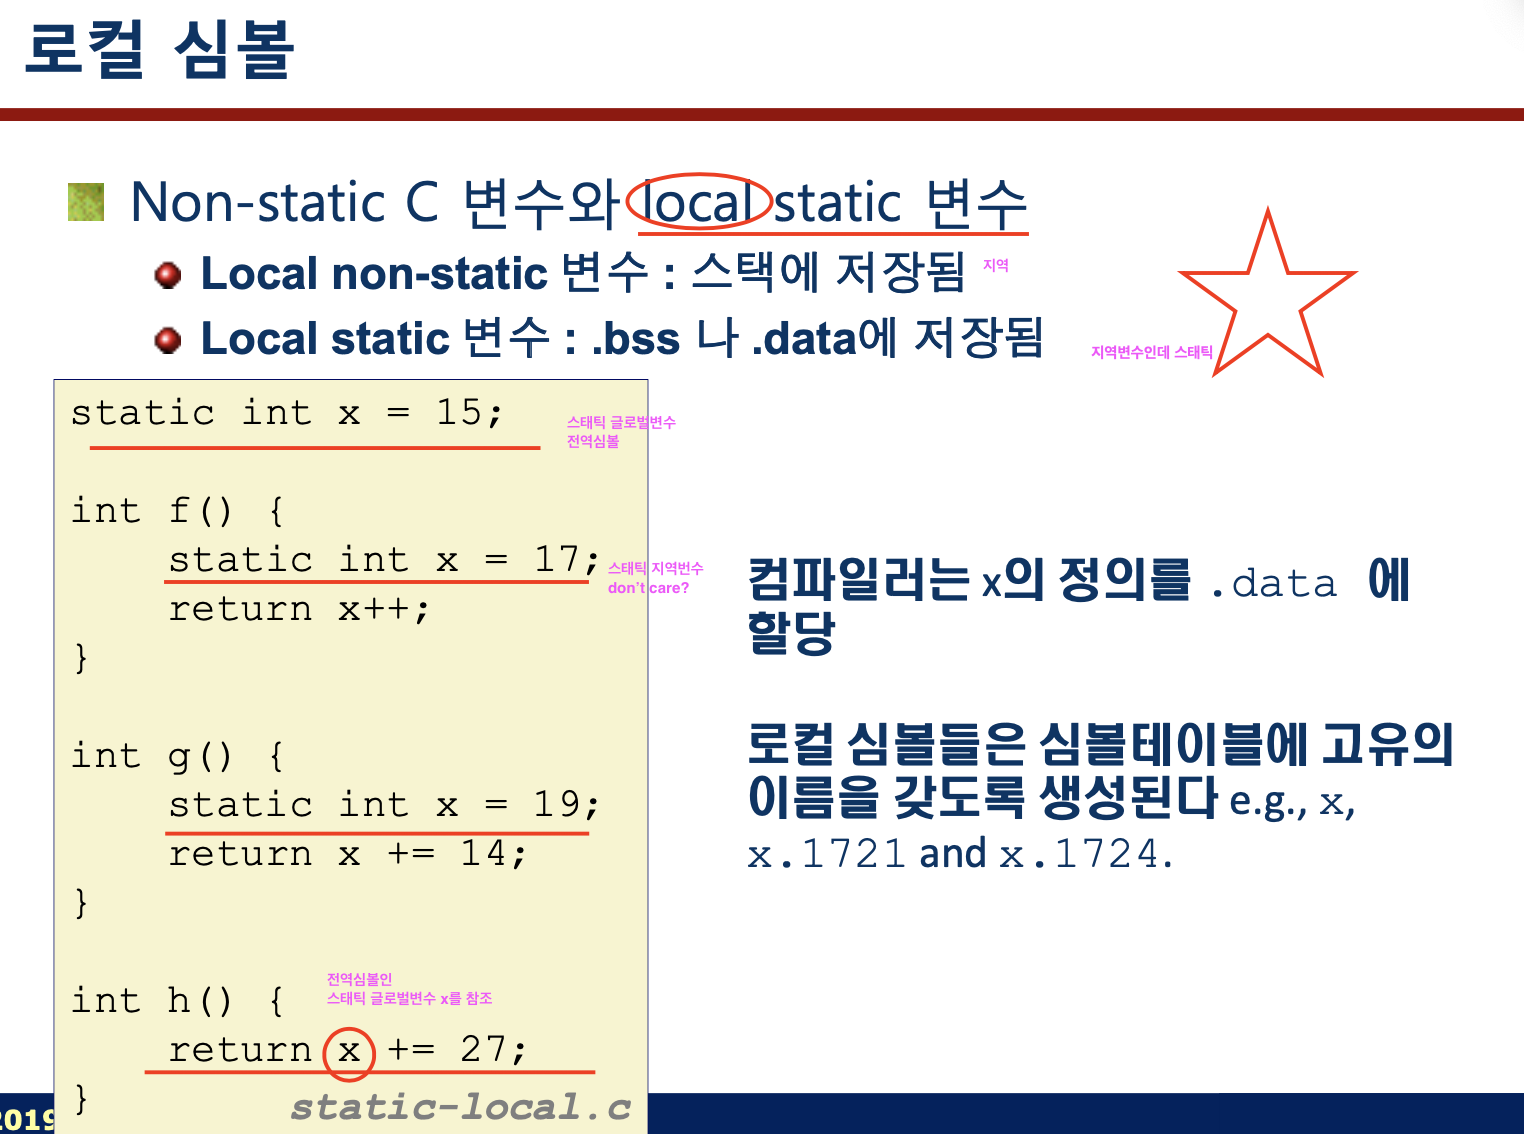 로컬 심볼
Non-static C 변수와 local static 변수
Local non-static 변수 : 스택에 저장됨
지역
Local static 변수 : .bss 나 .data에 저장됨
지역변수인데 스태틱
static int x = 15;
스태틱 글로벌변수
전역심볼
int f() {
static int x = 17;
스태틱 지역번수
don't care?
return x++;
}
int g() {
static int x = 19;
return x += 14;
}
전역심볼인
스태틱 글로벌변수 x를 참조
int h() {
return x += 27;
}
static-local.c
컴파일러는 x의 정의를 .data 에
할당
로컬 심볼들은 심볼테이블에 고유의
이름을 갖도록 생성된다 e.g., x,
x.1721 and x.1724.
2019